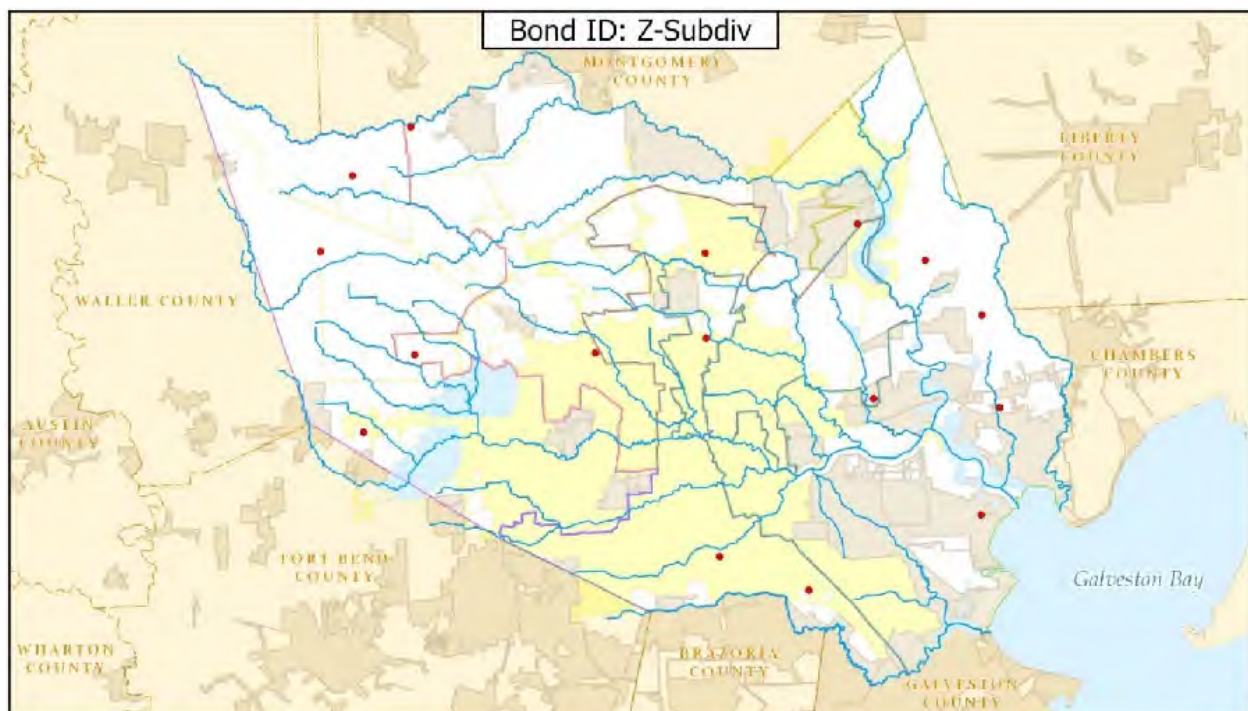 Bond ID: Z-Subdiv
MONTGOMERY
COUNTY
LIBERTY
COUNTY
WALLER COUNTY
CHAMBERS
COUNTY
AUSTIN
COUNTY
FORT BEND
COUNTY
Galveston Bay
WHARTON
COUNTY
BRAZORIA
COUNTY
GALVESTON
COUNTY